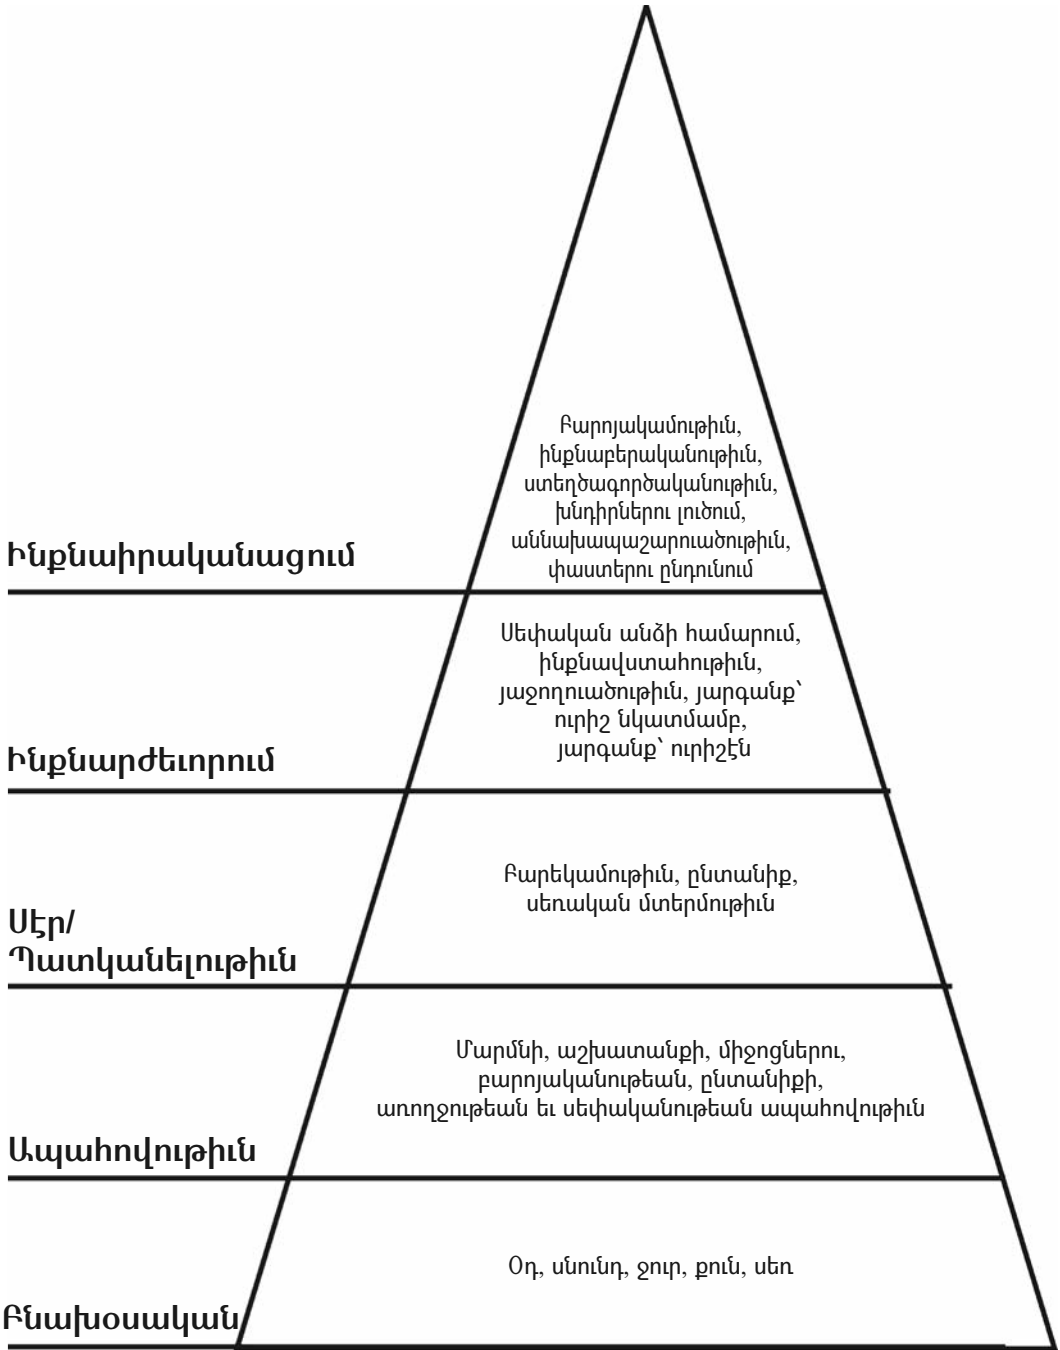 Բարոյակամութիւն,
ինքնաբերականութիւն,
ստեղծագործականութիւն,
խնդիրներու լուծում,
աննախապաշարուածութիւն,
փաստերու ընդունում
Ինքնաիրականացում
Սեփական անձի համարում,
ինքնավստահութիւն,
յաջողուածութիւն, յարգանք՝
ուրիշ նկատմամբ,
յարգանք՝ ուրիշէն
Ինքնարժեւորում
Բարեկամութիւն, ընտանիք,
սեռական մտերմութիւն
Սէր/
Պատկանելութիւն
Մարմնի, աշխատանքի, միջոցներու,
բարոյականութեան, ընտանիքի,
առողջութեան եւ սեփականութեան ապահովութիւն
Ապահովութիւն
Օդ, սնունդ, ջուր, քուն, սեռ
Բնախօսական